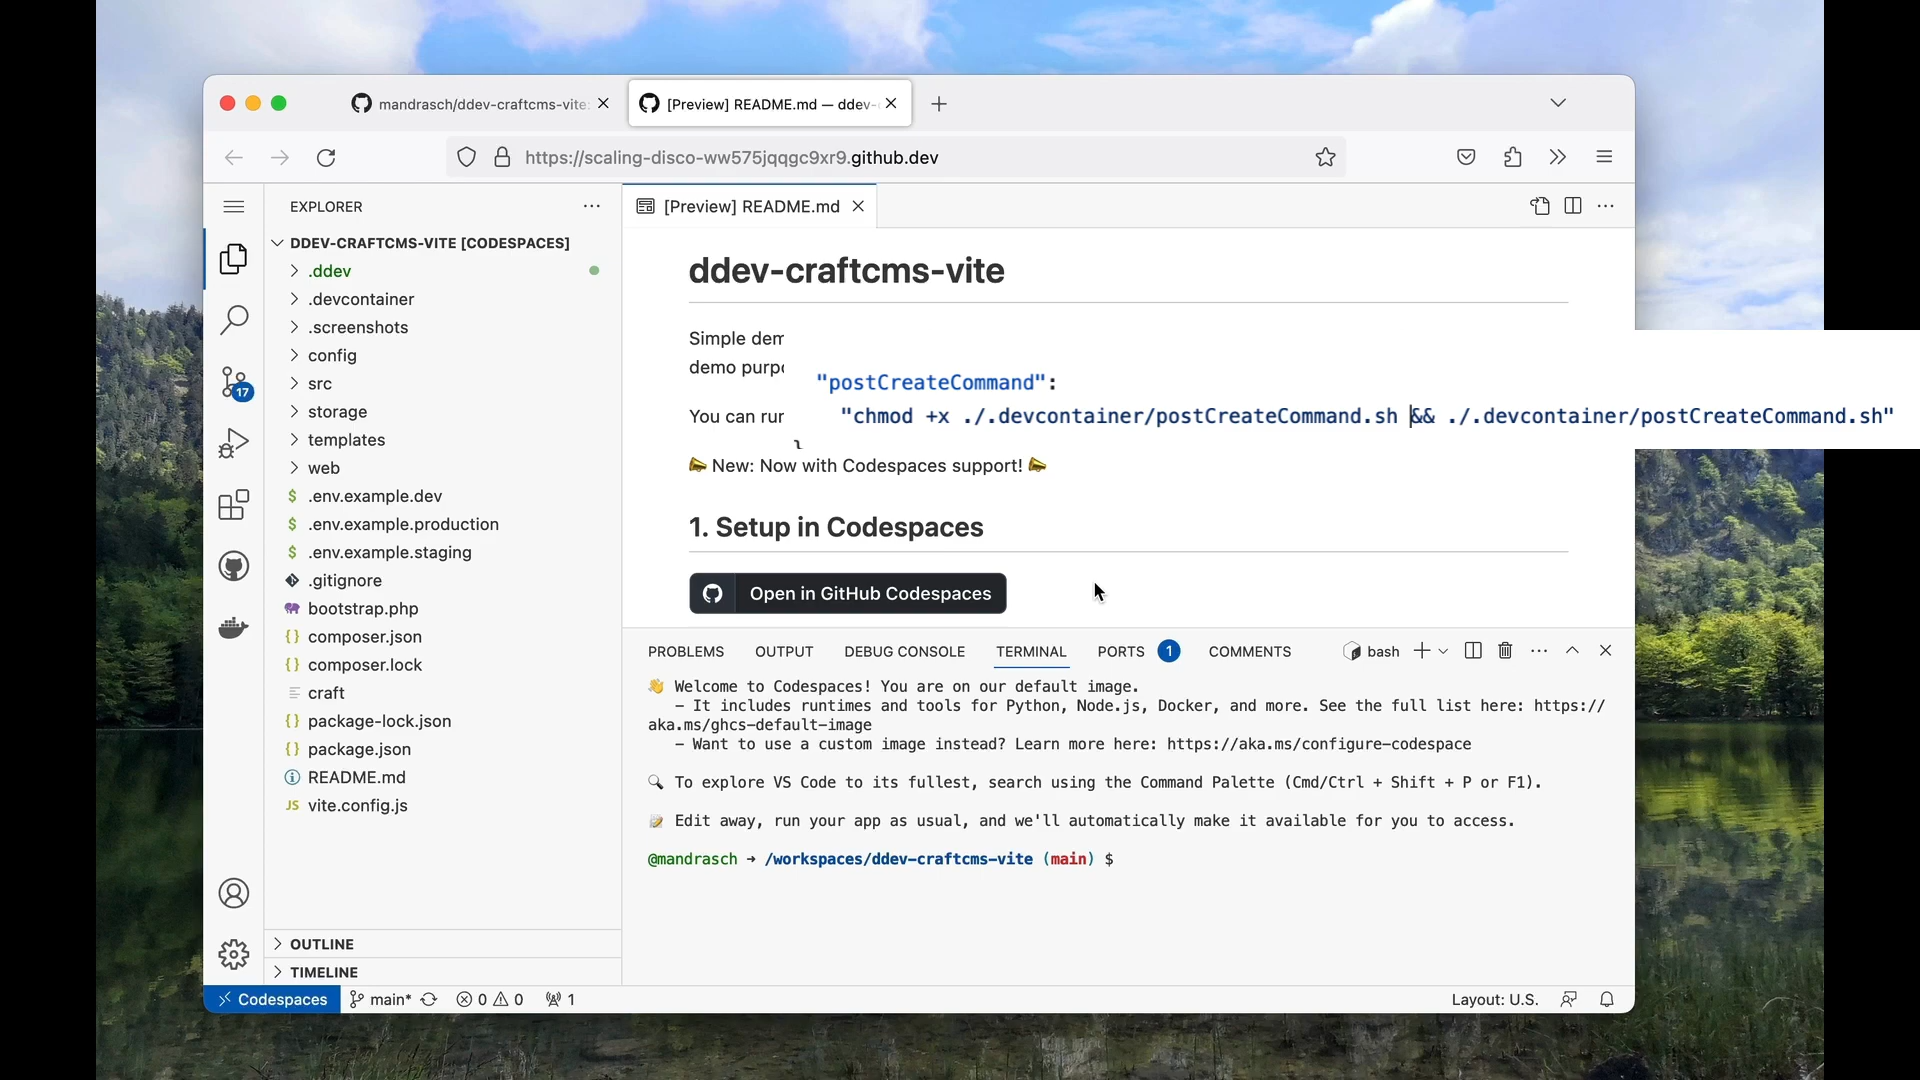 mandrasch/ddev-craftcms-vite:
[Preview] README.md — ddev-
https://scaling-disco-ww575jqqgc9xr9.github.dev
EXPLORER
[Preview] README.md
DDEV-CRAFTCMS-VITE [CODESPACES]
.ddev
.devcontainer
.screenshots
config
src
storage
templates
web
.env.example.dev
.env.example.production
.env.example.staging
.gitignore
bootstrap.php
composer.json
composer.lock
craft
package-lock.json
package.json
README.md
JS vite.config.js
OUTLINE
TIMELINE
17
ddev-craftcms-vite
Simple dem
demo purp
You can rur
"postCreateCommand":
"chmod +x ./.devcontainer/postCreateCommand.sh && ./.devcontainer/postCreateCommand.sh"
}
📣 New: Now with Codespaces support! 📣
1. Setup in Codespaces
Open in GitHub Codespaces
PROBLEMS OUTPUT DEBUG CONSOLE TERMINAL PORTS 1 COMMENTS bash
👋 Welcome to Codespaces! You are on our default image.
- It includes runtimes and tools for Python, Node.js, Docker, and more. See the full list here: https://
aka.ms/ghcs-default-image
- Want to use a custom image instead? Learn more here: https://aka.ms/configure-codespace
🔍 To explore VS Code to its fullest, search using the Command Palette (Cmd/Ctrl + Shift + P or F1).
📝 Edit away, run your app as usual, and we'll automatically make it available for you to access.
@mandrasch → /workspaces/ddev-craftcms-vite (main) $
Codespaces main* 0 0 1 Layout: U.S.